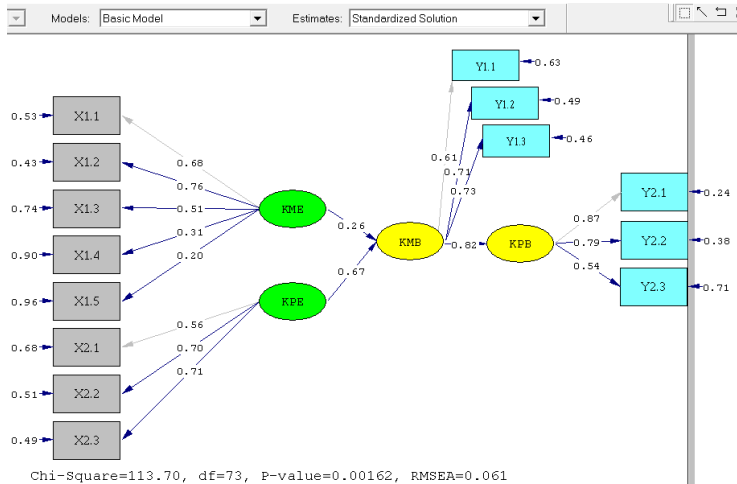 Models: Basic Model Estimates: Standardized Solution
Y1.1 0.63
Y1.2 0.49
Y1.3 0.46
0.53 X1.1
0.43 X1.2
0.74 X1.3
0.90 X1.4
0.96 X1.5
0.68 X2.1
0.51 X2.2
0.49 X2.3
0.68
0.76
0.51
0.31
0.20
0.56
0.70
0.71
KME
KPE
0.26
0.67
KMB
0.61
0.71
0.73
0.82
KPB
0.87
0.79
0.54
Y2.1 0.24
Y2.2 0.38
Y2.3 0.71
Chi-Square=113.70, df=73, P-value=0.00162, RMSEA=0.061